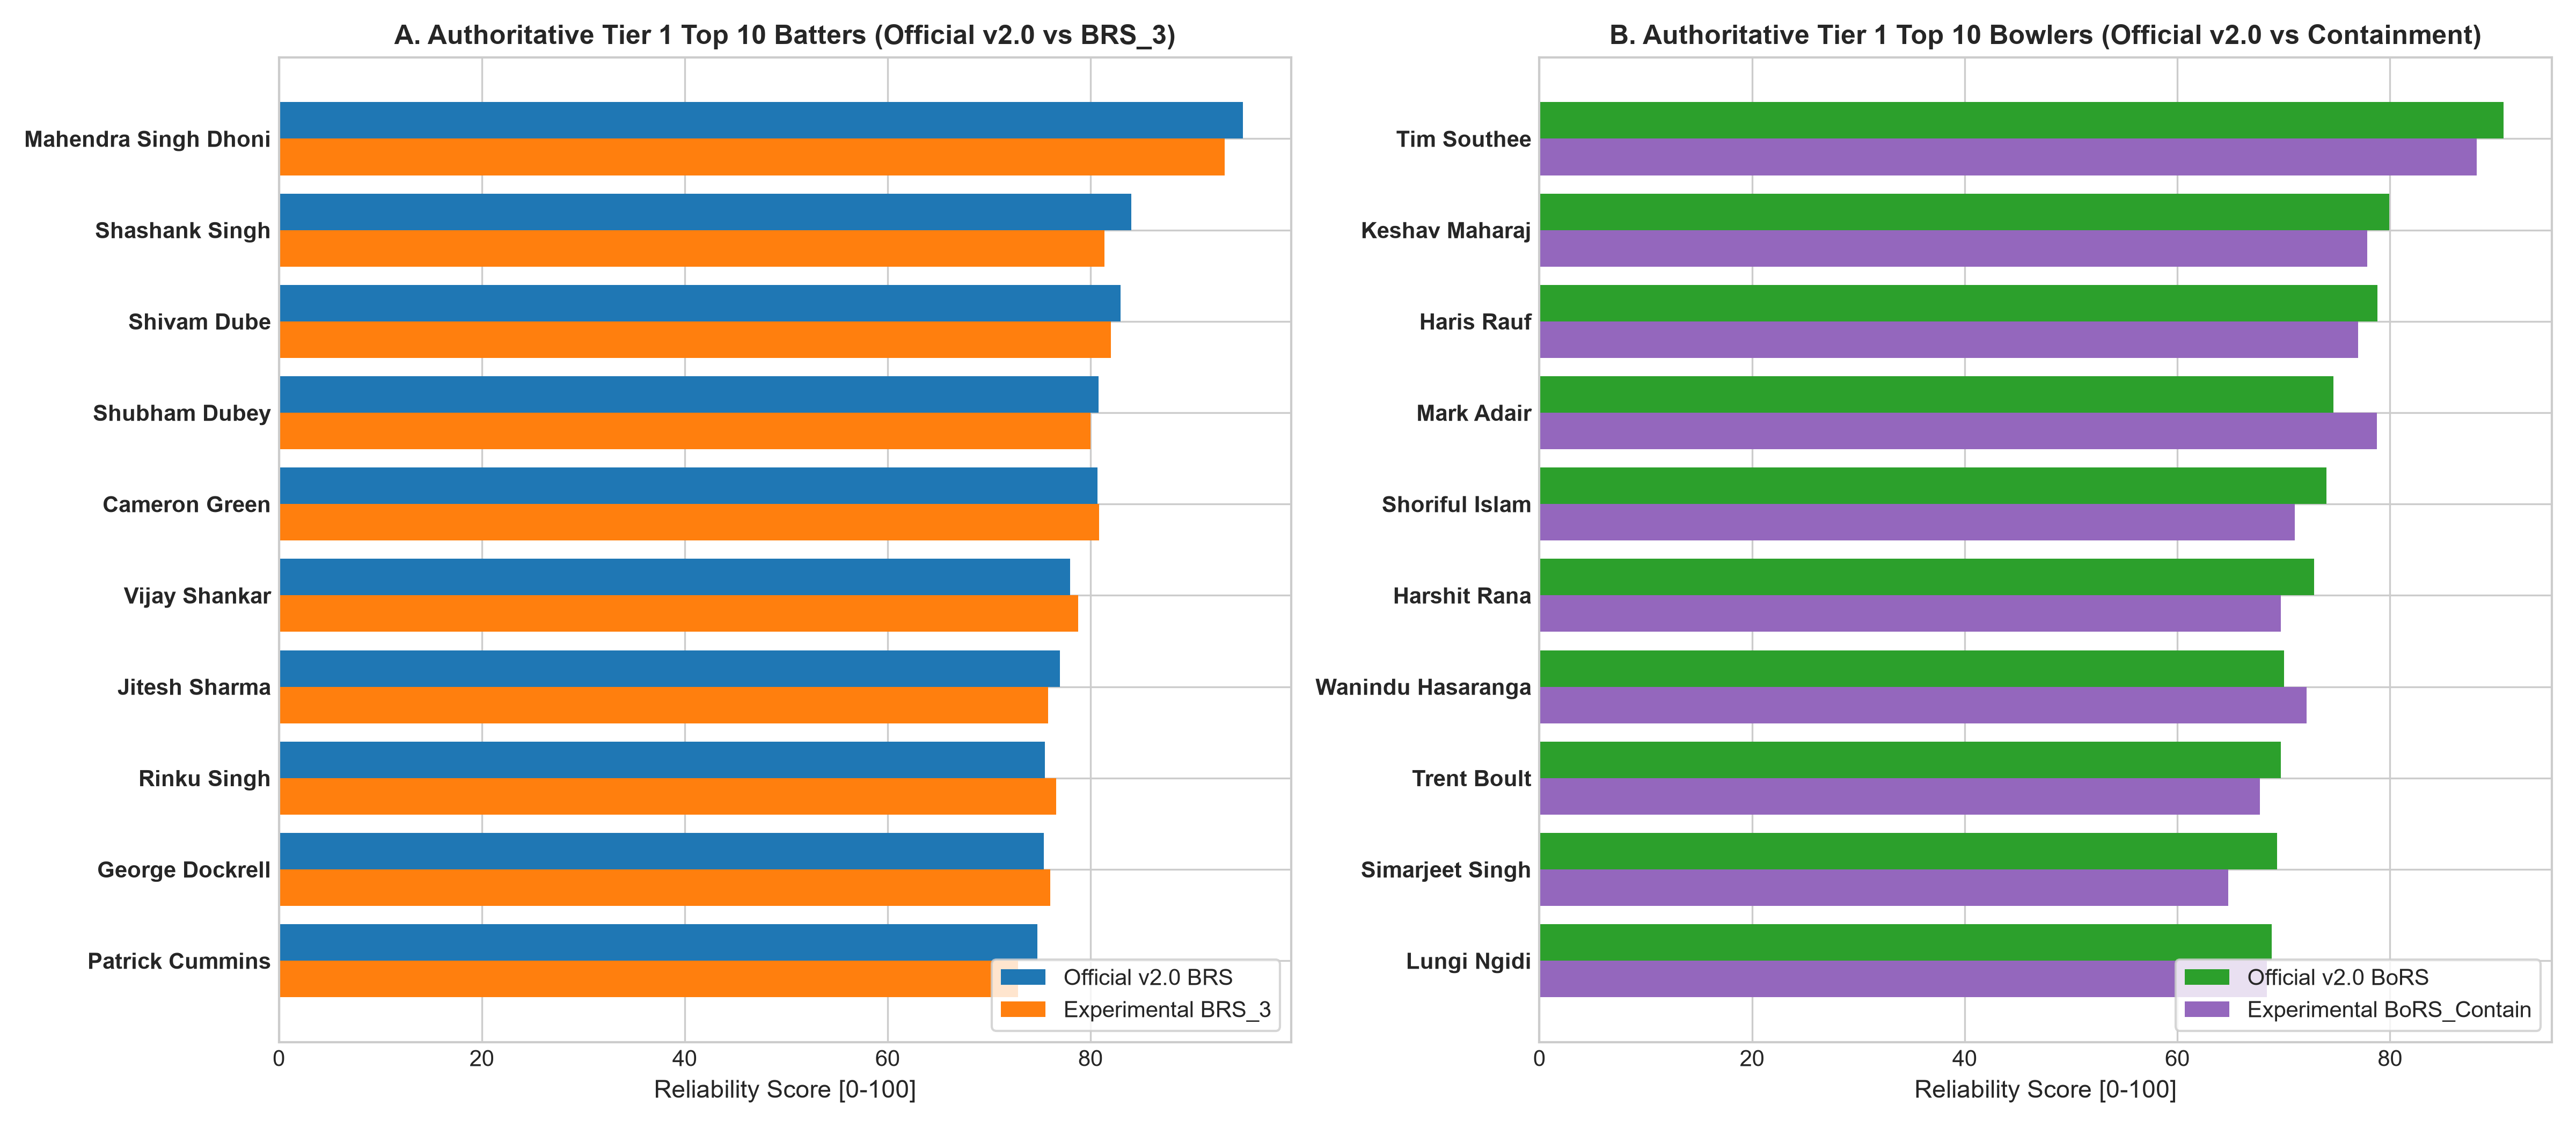 A. Authoritative Tier 1 Top 10 Batters (Official v2.0 vs BRS_3)
Mahendra Singh Dhoni
Shashank Singh
Shivam Dube
Shubham Dubey
Cameron Green
Vijay Shankar
Jitesh Sharma
Rinku Singh
George Dockrell
Patrick Cummins
Official v2.0 BRS
Experimental BRS_3
0 20 40 60 80
Reliability Score [0-100]
B. Authoritative Tier 1 Top 10 Bowlers (Official v2.0 vs Containment)
Tim Southee
Keshav Maharaj
Haris Rauf
Mark Adair
Shoriful Islam
Harshit Rana
Wanindu Hasaranga
Trent Boult
Simarjeet Singh
Lungi Ngidi
Official v2.0 BoRS
Experimental BoRS_Contain
0 20 40 60 80
Reliability Score [0-100]